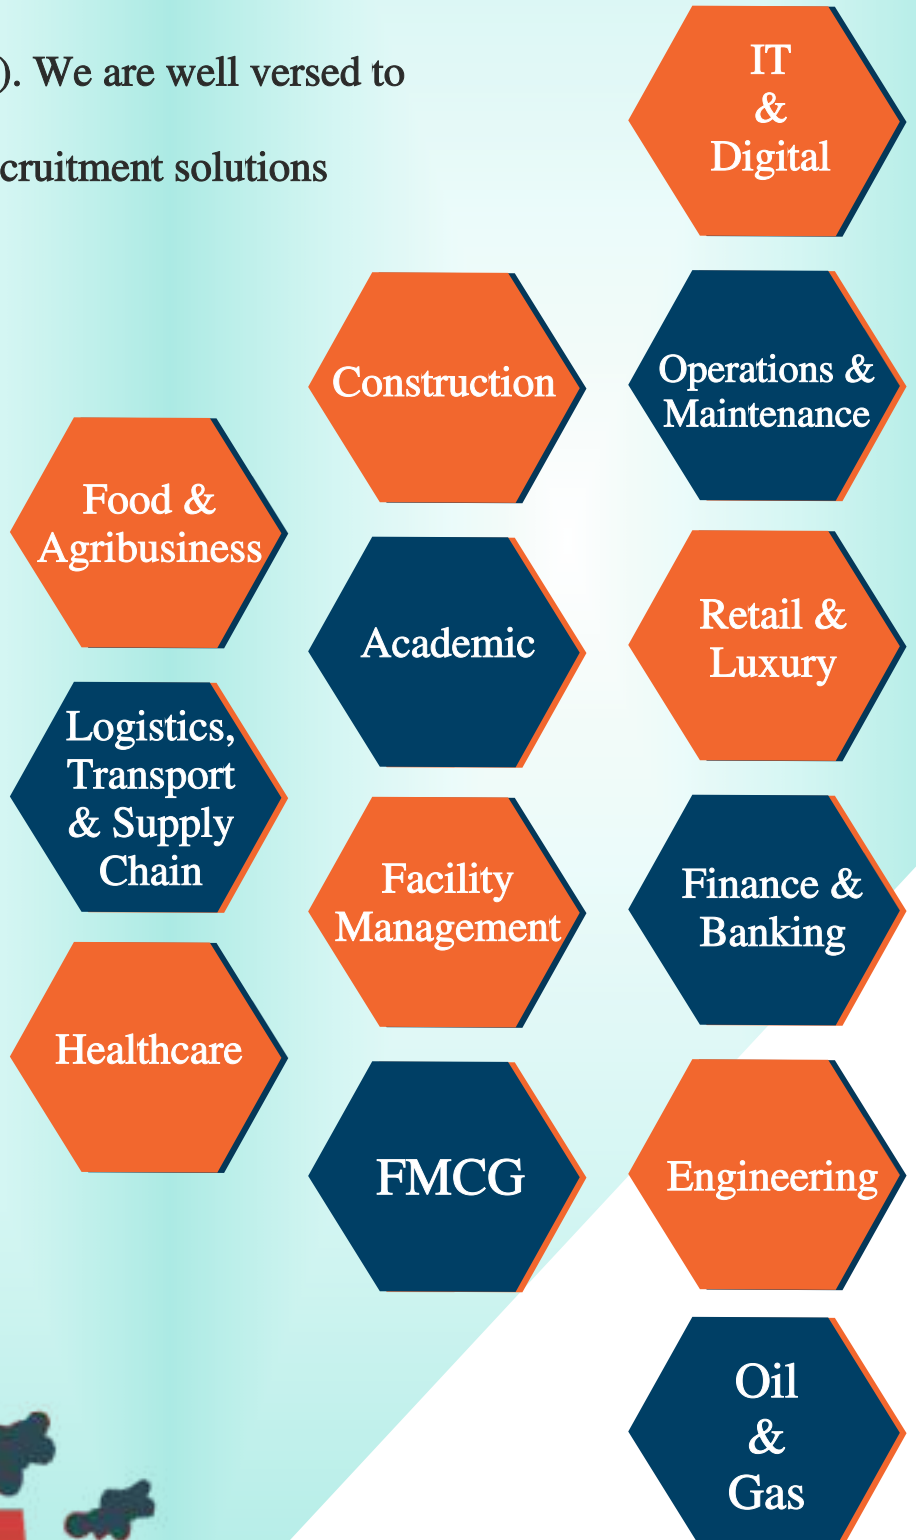 ). We are well versed to
cruitment solutions
IT
&
Digital
Construction
Operations &
Maintenance
Food &
Agribusiness
Academic
Retail &
Luxury
Logistics,
Transport
& Supply
Chain
Facility
Management
Finance &
Banking
Healthcare
FMCG
Engineering
Oil
&
Gas